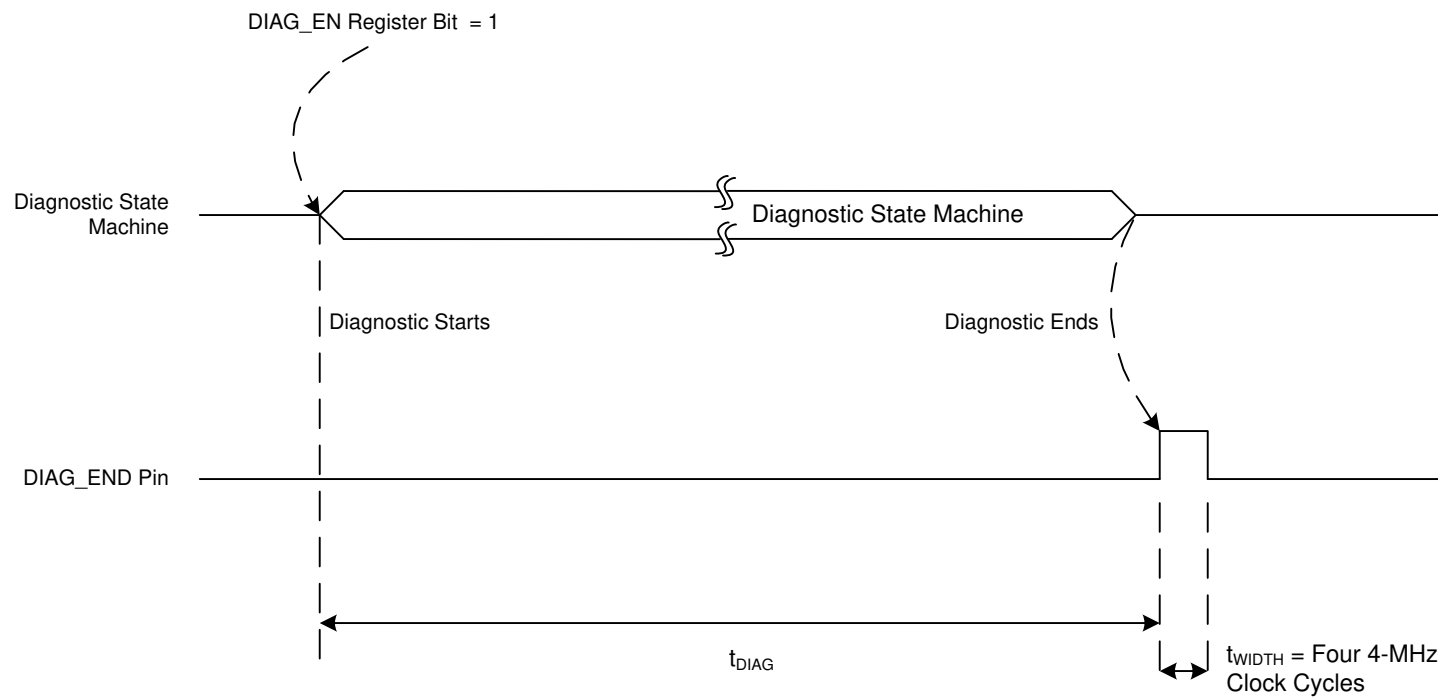 DIAG_EN Register Bit = 1
Diagnostic State
Machine
Diagnostic State Machine
Diagnostic Starts
Diagnostic Ends
DIAG_END Pin
tDIAG
tWIDTH = Four 4-MHz
Clock Cycles